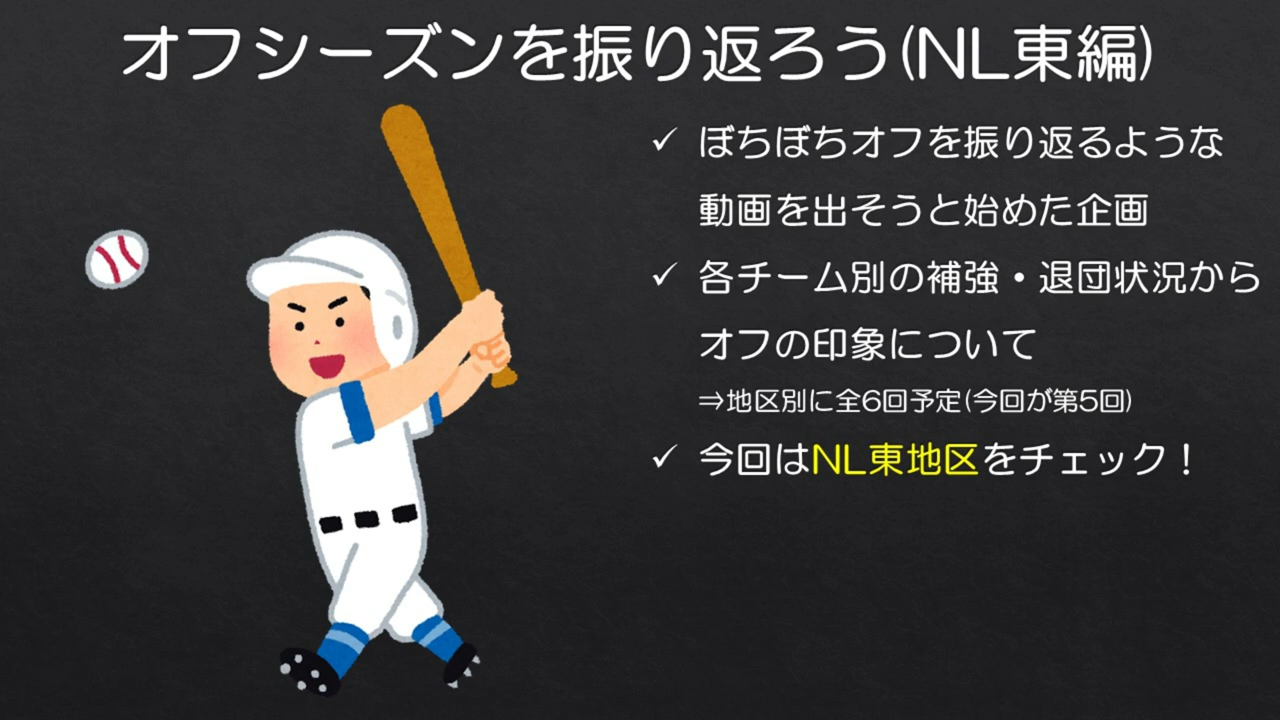 オフシーズンを振り返ろう(NL東編)
✓ ぼちぼちオフを振り返るような
動画を出そうと始めた企画
✓ 各チーム別の補強・退団状況から
オフの印象について
⇒地区別に全6回予定(今回が第5回)
✓ 今回はNL東地区をチェック！